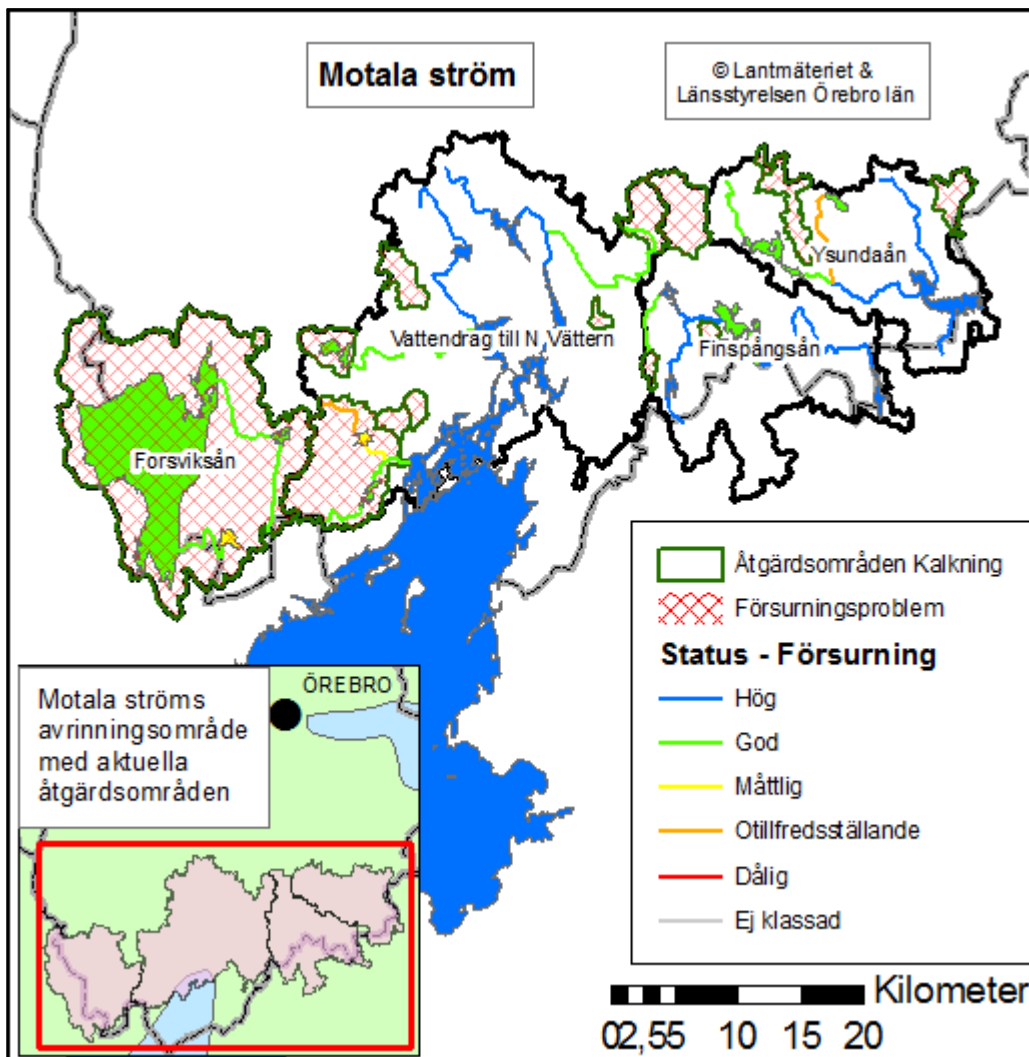 Motala ström
© Lantmäteriet &
Länsstyrelsen Örebro län
Ysundaån
Vattendrag till N. Vättern
Finspångsån
Forsviksån
Åtgärdsområden Kalkning
Försurningsproblem
Status - Försurning
Hög
God
Måttlig
Otillfredsställande
Dålig
Ej klassad
Motala ströms
avrinningsområde
med aktuella
åtgärdsområden
ÖREBRO
Kilometer
02,55 10 15 20